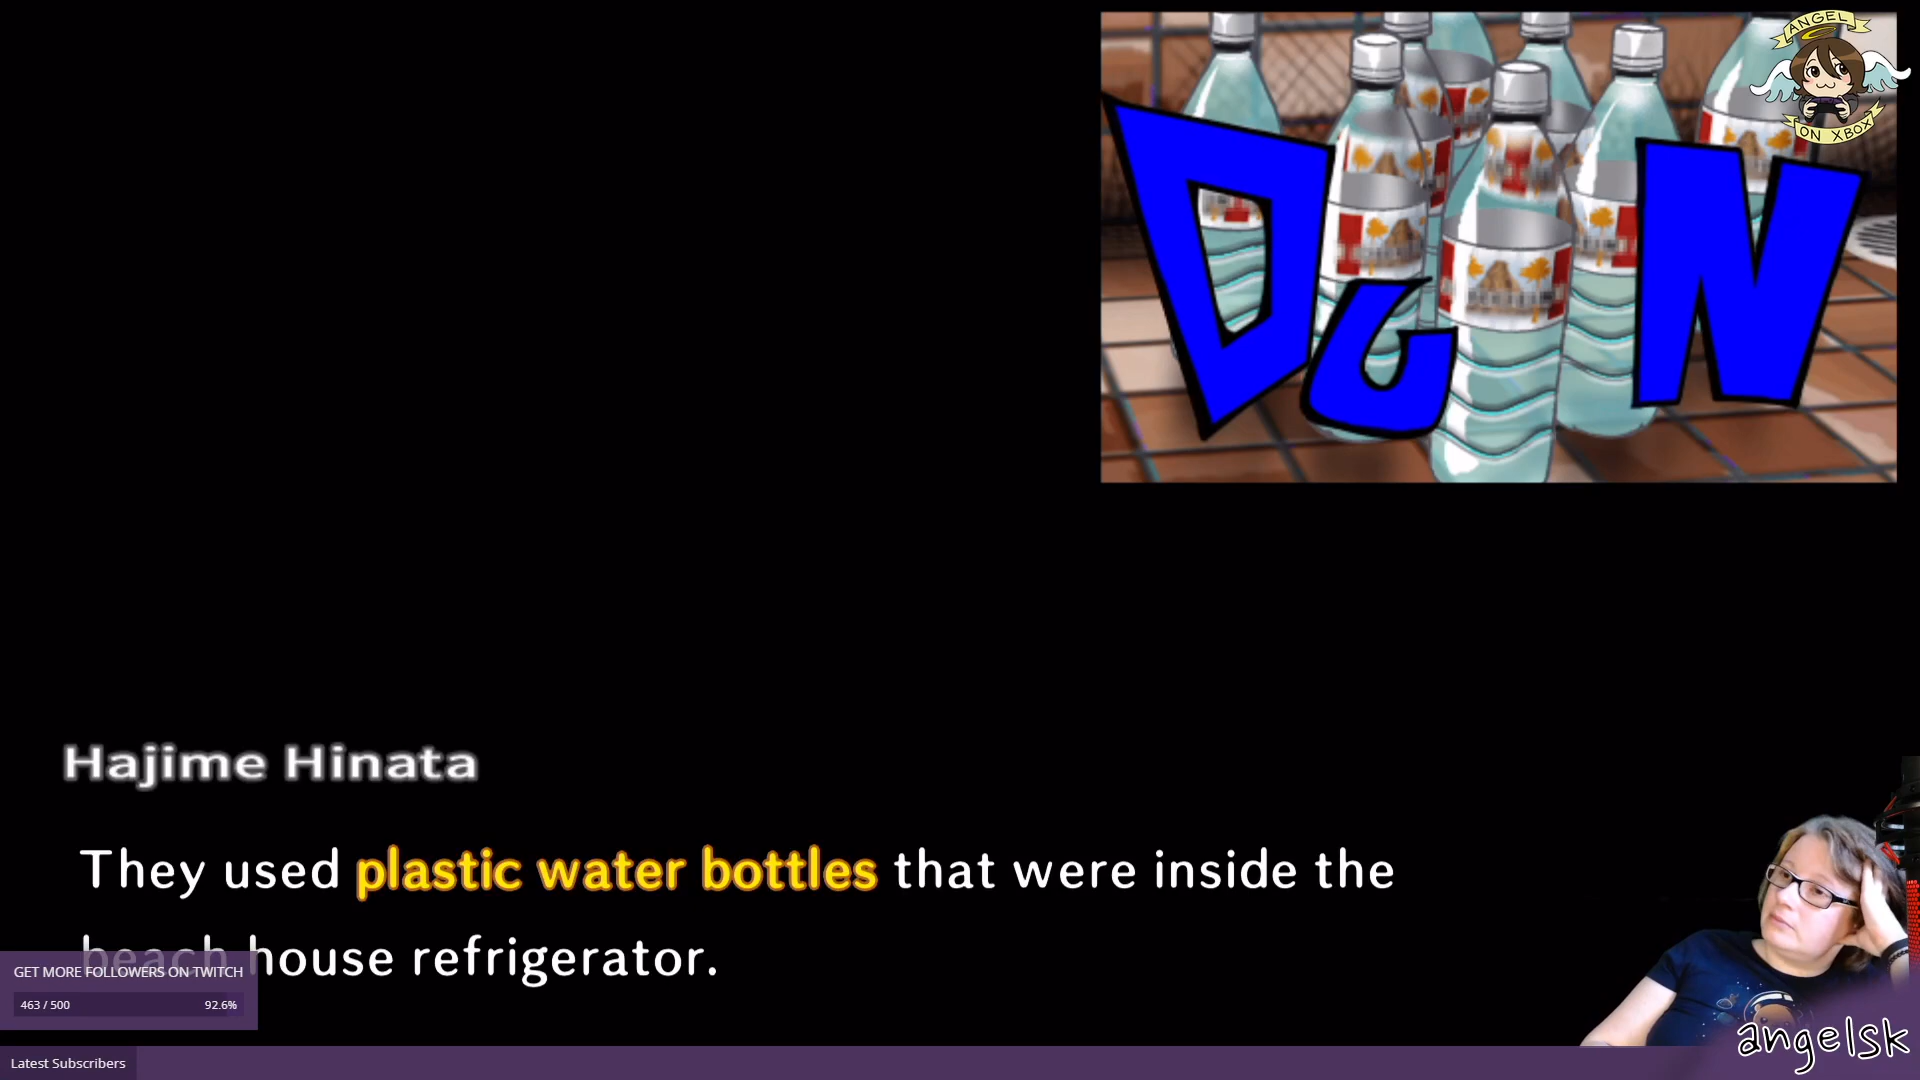 ANGEL
ON XBOX
DUN
Hajime Hinata
They used plastic water bottles that were inside the
beach house refrigerator.
GET MORE FOLLOWERS ON TWITCH
463 / 500 92.6%
angelsk
Latest Subscribers